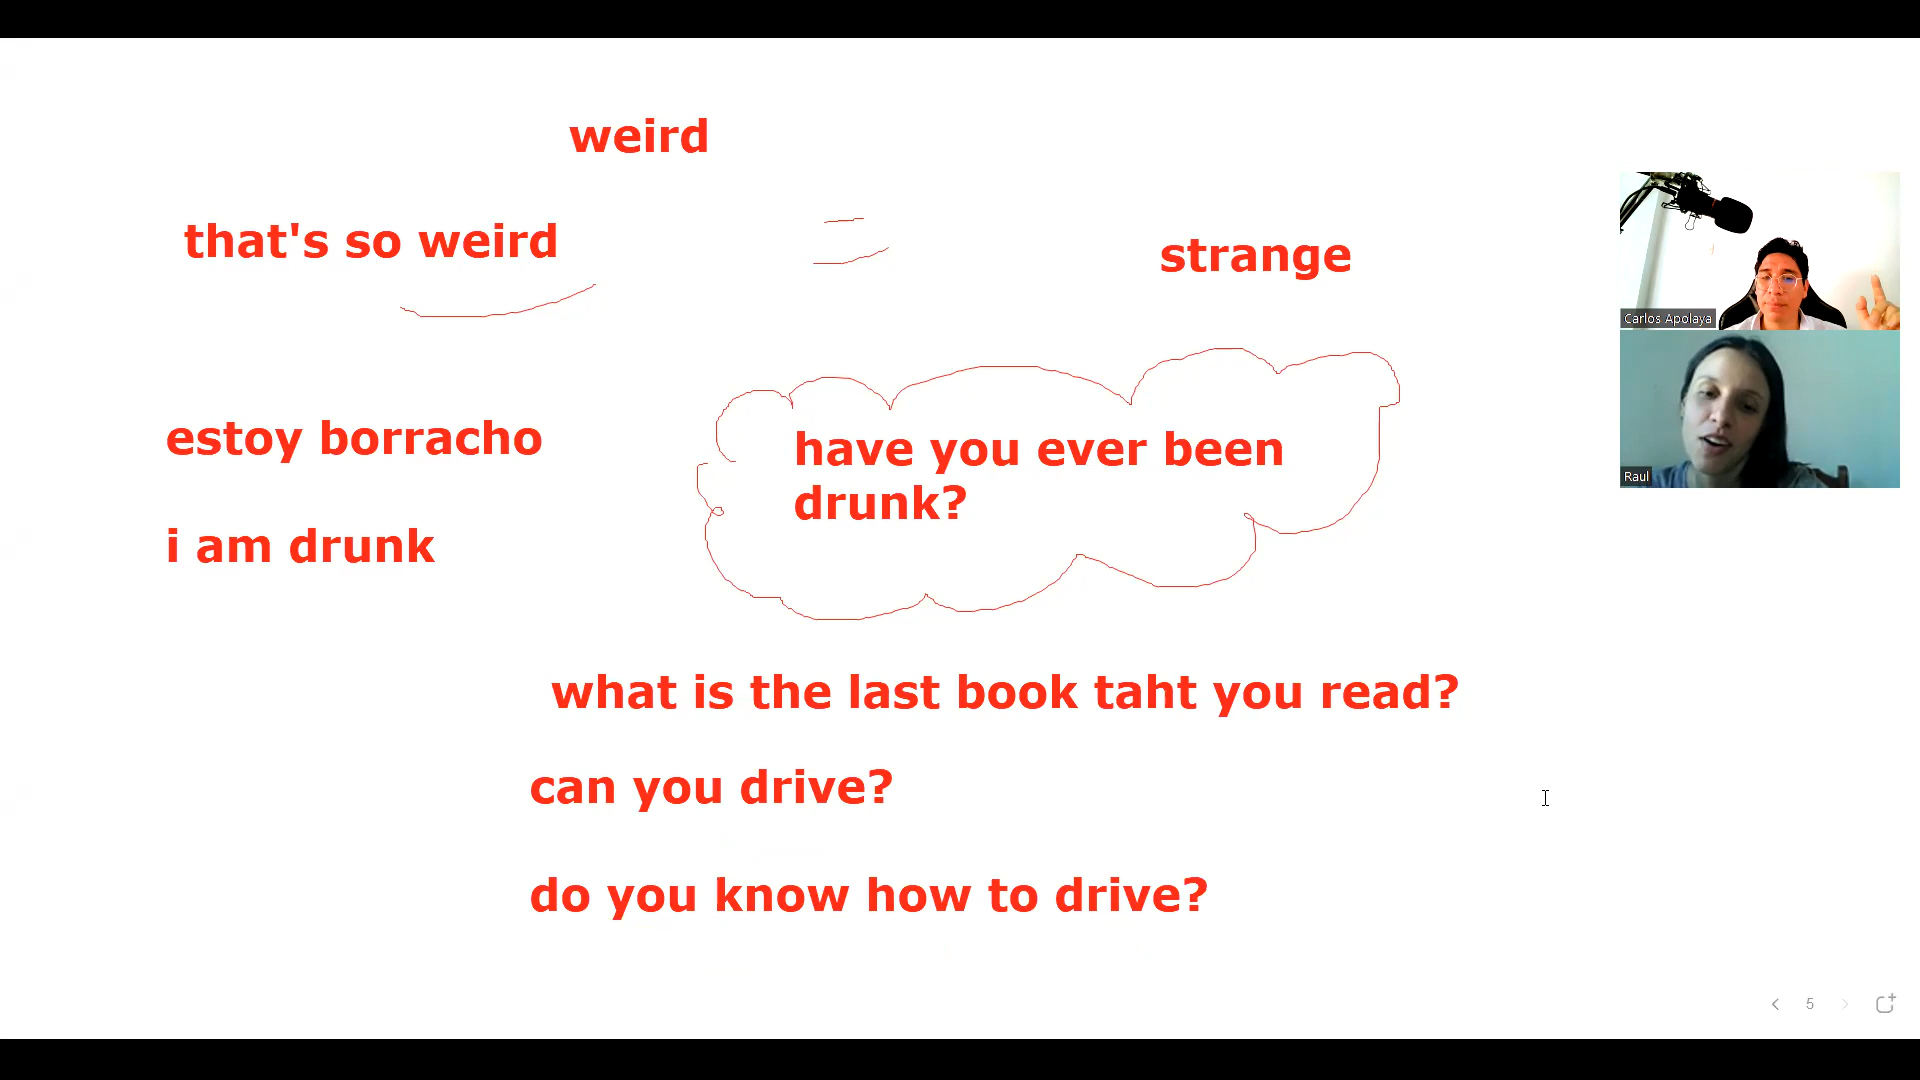 weird
that's so weird
strange
estoy borracho
have you ever been
drunk?
i am drunk
what is the last book taht you read?
can you drive?
do you know how to drive?
Carlos Apolaya
Raul
5